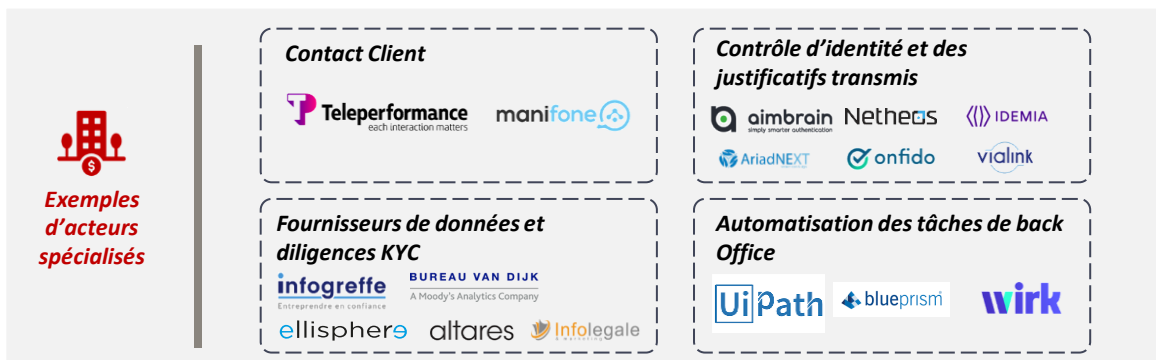 Exemples
d'acteurs
spécialisés
Contact Client
Teleperformance
each interaction matters
manifone
Contrôle d'identité et des
justificatifs transmis
aimbrain
simply smarter authentication
Netheos
IDEMIA
AriadNEXT
onfido
vialink
Fournisseurs de données et
diligences KYC
infogreffe
Entreprendre en confiance
BUREAU VAN DIJK
A Moody's Analytics Company
ellisphere
altares
Infolegale
& marketing
Automatisation des tâches de back
Office
UiPath
blueprism
wirk